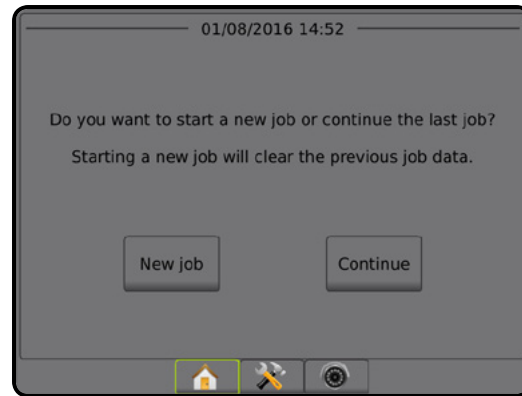 01/08/2016 14:52
Do you want to start a new job or continue the last job?
Starting a new job will clear the previous job data.
New job
Continue